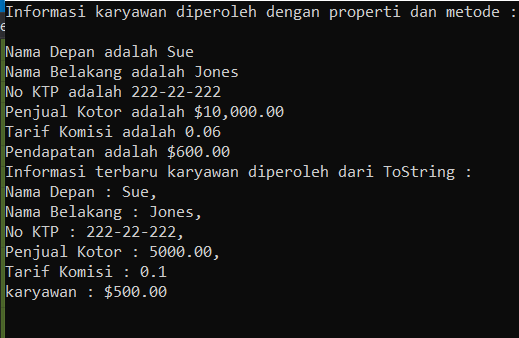 Informasi karyawan diperoleh dengan properti dan metode :
Nama Depan adalah Sue
Nama Belakang adalah Jones
No KTP adalah 222-22-222
Penjual Kotor adalah $10,000.00
Tarif Komisi adalah 0.06
Pendapatan adalah $600.00
Informasi terbaru karyawan diperoleh dari ToString :
Nama Depan : Sue,
Nama Belakang : Jones,
No KTP : 222-22-222,
Penjual Kotor : 5000.00,
Tarif Komisi : 0.1
karyawan : $500.00